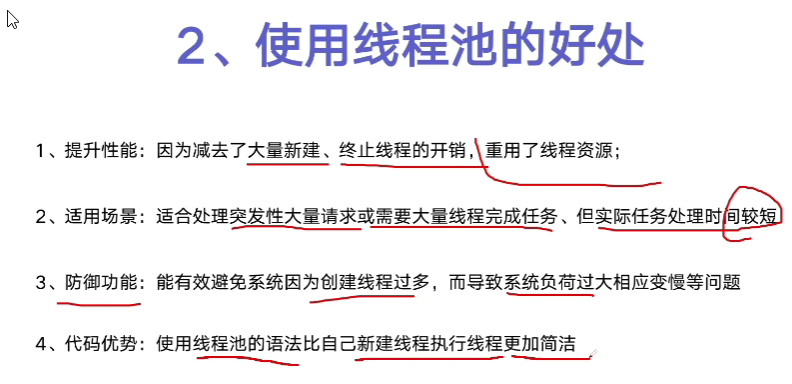 2、使用线程池的好处
1、提升性能：因为减去了大量新建、终止线程的开销，重用了线程资源；
2、适用场景：适合处理突发性大量请求或需要大量线程完成任务、但实际任务处理时间较短
3、防御功能：能有效避免系统因为创建线程过多，而导致系统负荷过大相应变慢等问题
4、代码优势：使用线程池的语法比自己新建线程执行线程更加简洁